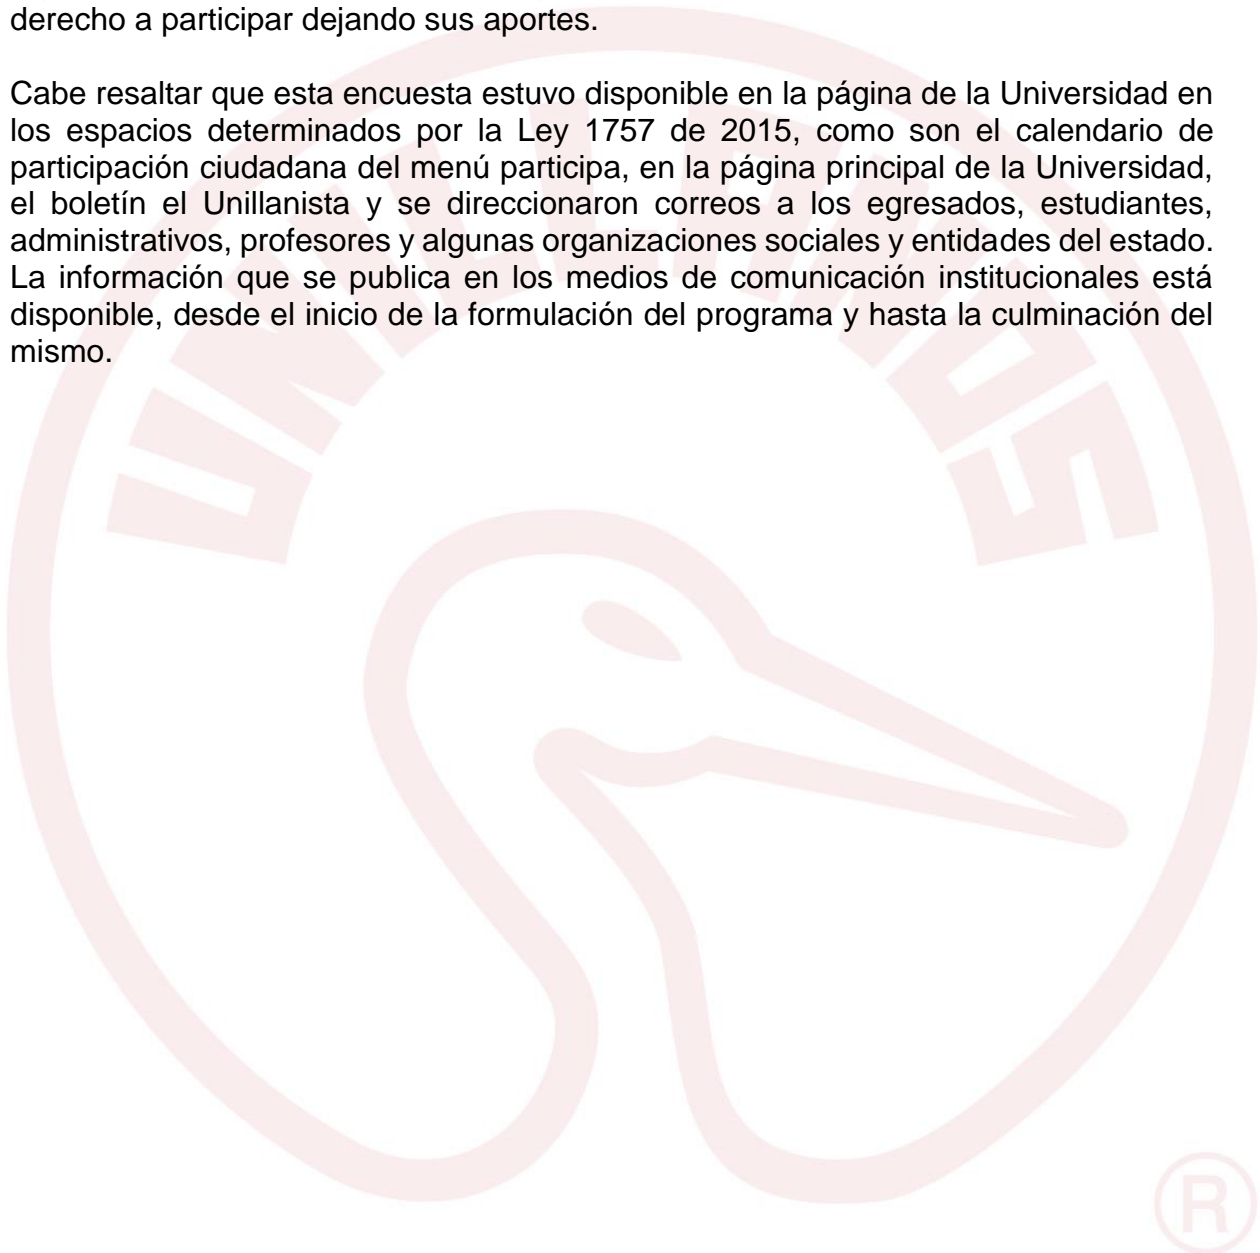 derecho a participar dejando sus aportes.
Cabe resaltar que esta encuesta estuvo disponible en la página de la Universidad en
los espacios determinados por la Ley 1757 de 2015, como son el calendario de
participación ciudadana del menú participa, en la página principal de la Universidad,
el boletín el Unillanista y se direccionaron correos a los egresados, estudiantes,
administrativos, profesores y algunas organizaciones sociales y entidades del estado.
La información que se publica en los medios de comunicación institucionales está
disponible, desde el inicio de la formulación del programa y hasta la culminación del
mismo.
UNILLANOS
®